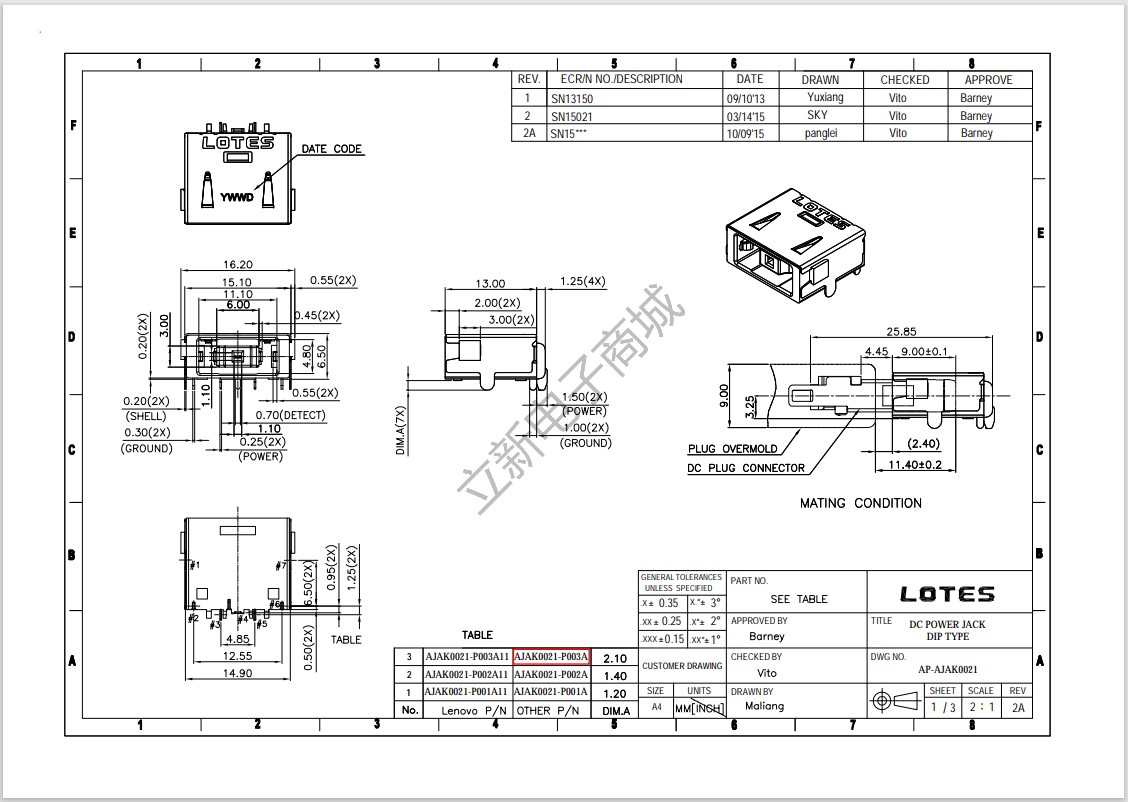 1 2 3 4 5 6 7 8
REV. ECR/N NO./DESCRIPTION DATE DRAWN CHECKED APPROVE
1 SN13150 09/10'13 Yuxiang Vito Barney
2 SN15021 03/14'15 SKY Vito Barney
2A SN15*** 10/09'15 panglei Vito Barney
F F
E E
D D
C C
B B
A A
LOTES
DATE CODE
YWWD
LOTES
16.20
15.10
0.55(2X)
11.10
6.00
0.45(2X)
0.20(2X)
3.00
4.80
6.50
1.10
0.55(2X)
0.20(2X)
(SHELL)
0.70(DETECT)
0.30(2X)
(GROUND)
1.10
0.25(2X)
(POWER)
13.00
1.25(4X)
2.00(2X)
3.00(2X)
DIM.A(7X)
1.50(2X)
(POWER)
1.00(2X)
(GROUND)
立新电子商城
25.85
4.45
9.00±0.1
9.00
3.25
(2.40)
11.40±0.2
PLUG OVERMOLD
DC PLUG CONNECTOR
MATING CONDITION
#1 #7
#6
#2 #3 #4 #5
6.50(2X)
0.95(2X)
1.25(2X)
0.50(2X)
TABLE
4.85
12.55
14.90
TABLE
3 AJAK0021-P003A11 AJAK0021-P003A 2.10
2 AJAK0021-P002A11 AJAK0021-P002A 1.40
1 AJAK0021-P001A11 AJAK0021-P001A 1.20
No. Lenovo P/N OTHER P/N DIM.A
GENERAL TOLERANCES
UNLESS SPECIFIED
.X± 0.35 X.°± 3°
.XX± 0.25 .X°± 2°
.XXX±0.15 .XX°±1°
CUSTOMER DRAWING
SIZE UNITS
A4 MM[INCH]
PART NO.
SEE TABLE
APPROVED BY
Barney
CHECKED BY
Vito
DRAWN BY
Maliang
LOTES
TITLE DC POWER JACK
DIP TYPE
DWG NO.
AP-AJAK0021
SHEET SCALE REV
1 / 3 2 : 1 2A
1 2 3 4 5 6 7 8